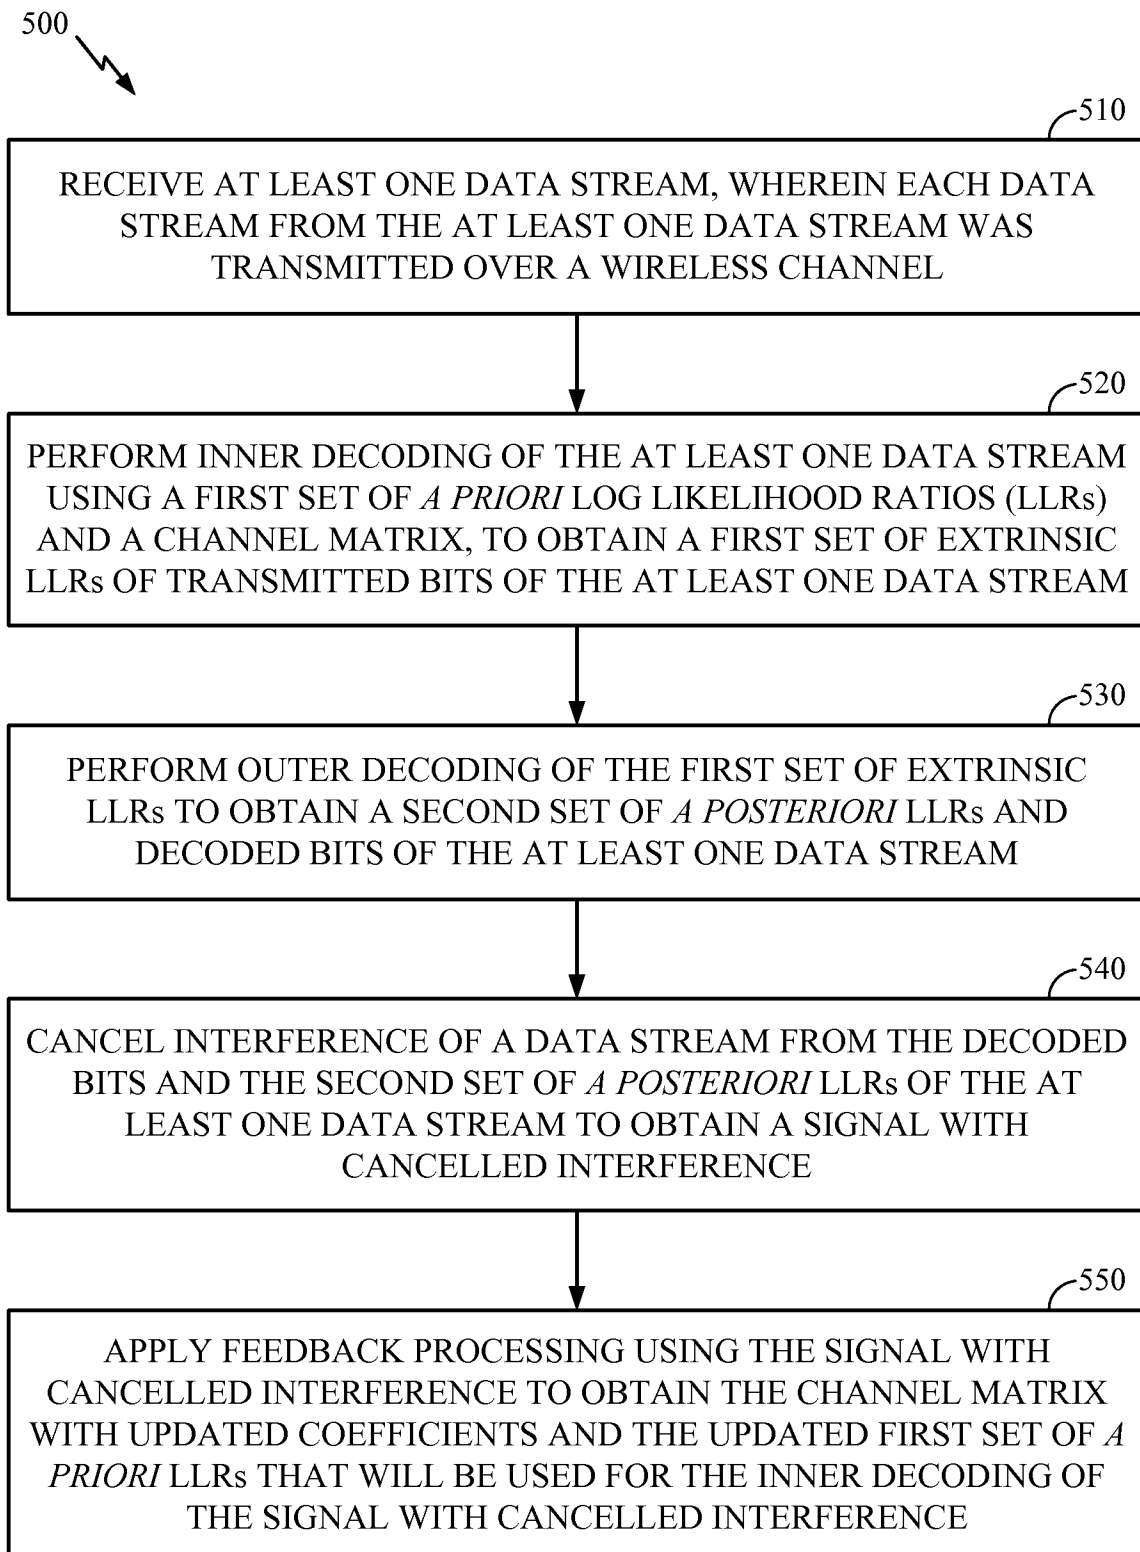 500
510
RECEIVE AT LEAST ONE DATA STREAM, WHEREIN EACH DATA
STREAM FROM THE AT LEAST ONE DATA STREAM WAS
TRANSMITTED OVER A WIRELESS CHANNEL
520
PERFORM INNER DECODING OF THE AT LEAST ONE DATA STREAM
USING A FIRST SET OF A PRIORI LOG LIKELIHOOD RATIOS (LLRs)
AND A CHANNEL MATRIX, TO OBTAIN A FIRST SET OF EXTRINSIC
LLRs OF TRANSMITTED BITS OF THE AT LEAST ONE DATA STREAM
530
PERFORM OUTER DECODING OF THE FIRST SET OF EXTRINSIC
LLRs TO OBTAIN A SECOND SET OF A POSTERIORI LLRs AND
DECODED BITS OF THE AT LEAST ONE DATA STREAM
540
CANCEL INTERFERENCE OF A DATA STREAM FROM THE DECODED
BITS AND THE SECOND SET OF A POSTERIORI LLRs OF THE AT
LEAST ONE DATA STREAM TO OBTAIN A SIGNAL WITH
CANCELLED INTERFERENCE
550
APPLY FEEDBACK PROCESSING USING THE SIGNAL WITH
CANCELLED INTERFERENCE TO OBTAIN THE CHANNEL MATRIX
WITH UPDATED COEFFICIENTS AND THE UPDATED FIRST SET OF A
PRIORI LLRs THAT WILL BE USED FOR THE INNER DECODING OF
THE SIGNAL WITH CANCELLED INTERFERENCE